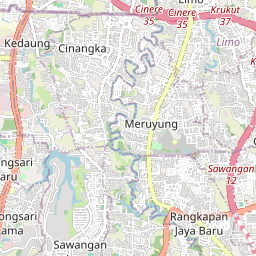 Limo
Cinere
35
Cinere
35
Krukut
37
Kedaung
Cinangka
Limo
Meruyung
ngsari
aru
Sawangan
12
ongsari
ama
Rangkapan
Jaya Baru
Sawangan